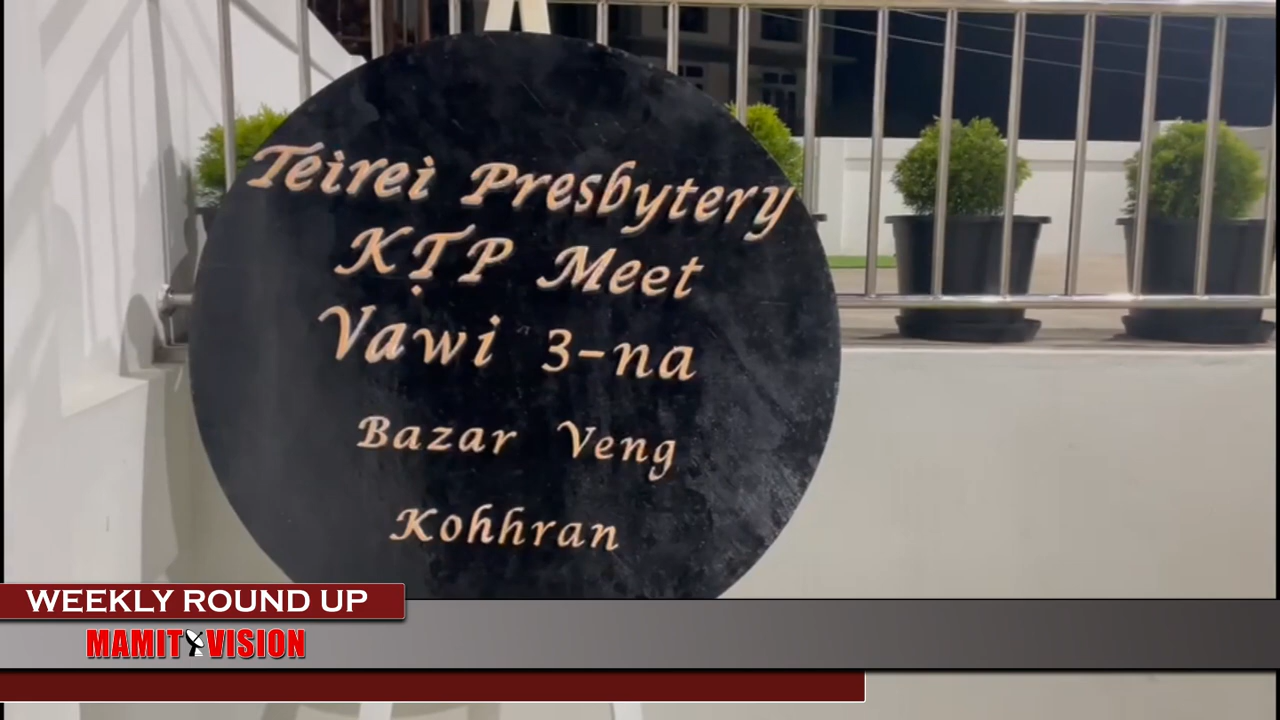 Teirei Presbytery
KṬP Meet
Vawi 3-na
Bazar Veng
Kohhran
WEEKLY ROUND UP
MAMIT VISION